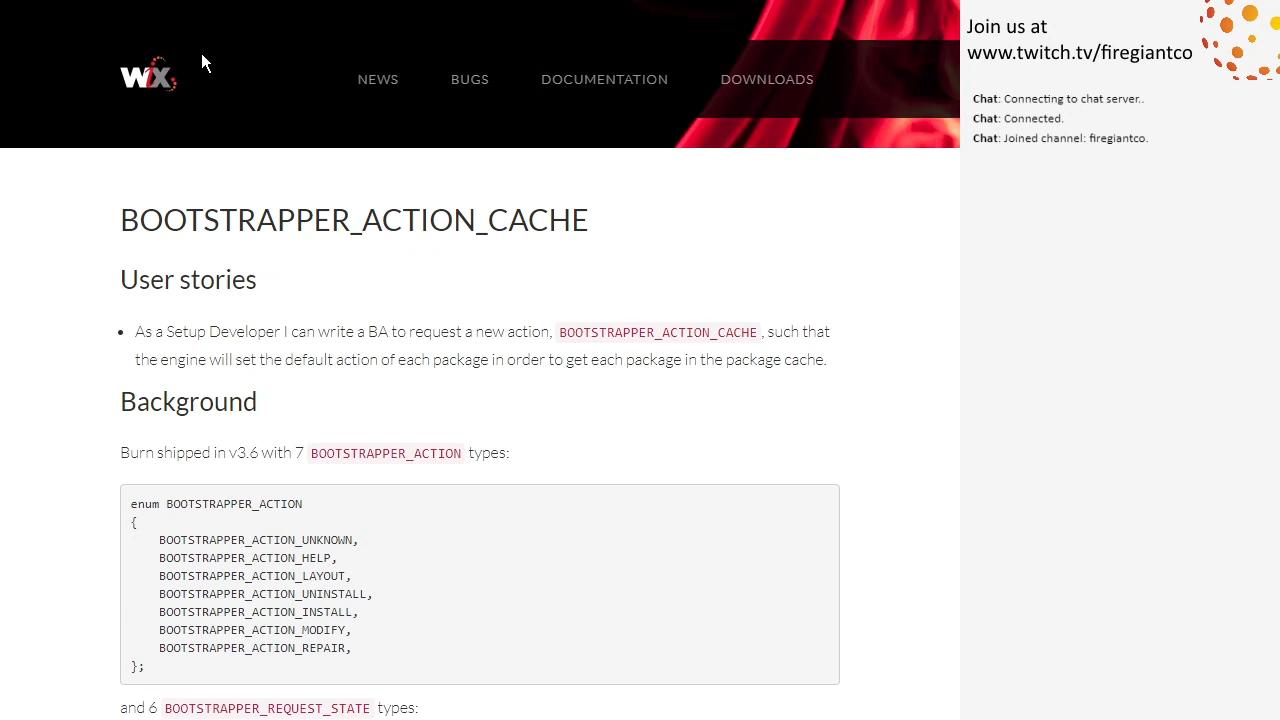 WiX
NEWS
BUGS
DOCUMENTATION
DOWNLOADS
BOOTSTRAPPER_ACTION_CACHE
User stories
• As a Setup Developer I can write a BA to request a new action, BOOTSTRAPPER_ACTION_CACHE, such that
the engine will set the default action of each package in order to get each package in the package cache.
Background
Burn shipped in v3.6 with 7 BOOTSTRAPPER_ACTION types:
enum BOOTSTRAPPER_ACTION
{
BOOTSTRAPPER_ACTION_UNKNOWN,
BOOTSTRAPPER_ACTION_HELP,
BOOTSTRAPPER_ACTION_LAYOUT,
BOOTSTRAPPER_ACTION_UNINSTALL,
BOOTSTRAPPER_ACTION_INSTALL,
BOOTSTRAPPER_ACTION_MODIFY,
BOOTSTRAPPER_ACTION_REPAIR,
};
and 6 BOOTSTRAPPER_REQUEST_STATE types:
Join us at
www.twitch.tv/firegiantco
Chat: Connecting to chat server..
Chat: Connected.
Chat: Joined channel: firegiantco.